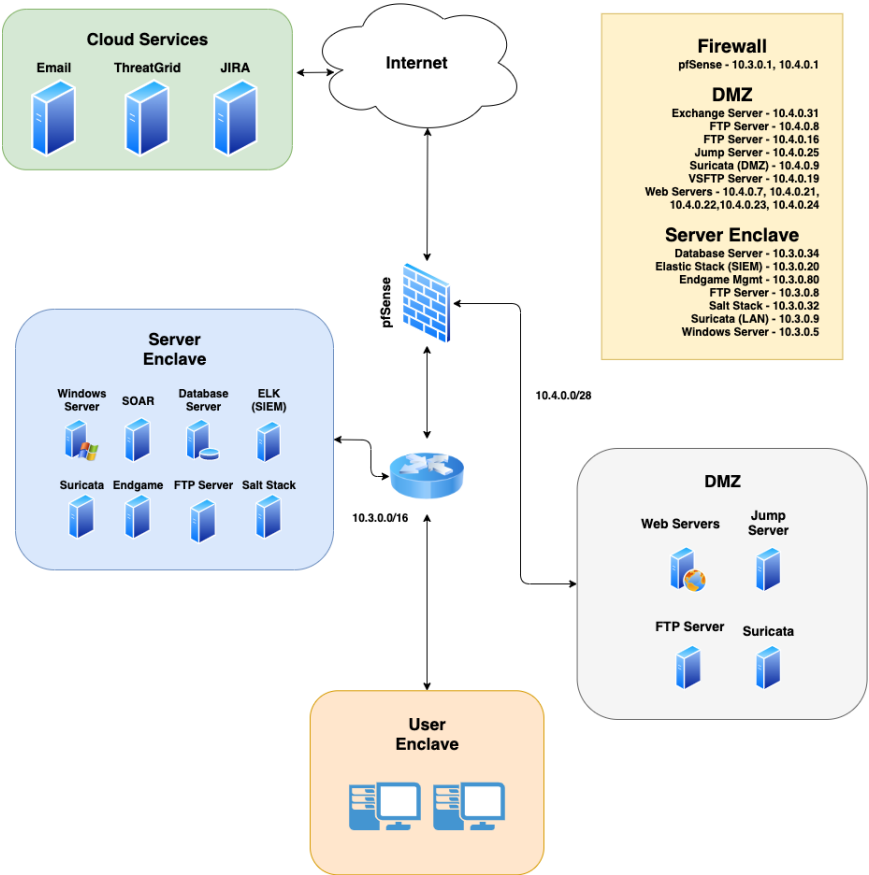 Cloud Services
Email
ThreatGrid
JIRA
Internet
Firewall
pfSense - 10.3.0.1, 10.4.0.1
DMZ
Exchange Server - 10.4.0.31
FTP Server - 10.4.0.8
FTP Server - 10.4.0.16
Jump Server - 10.4.0.25
Suricata (DMZ) - 10.4.0.9
VSFTP Server - 10.4.0.19
Web Servers - 10.4.0.7, 10.4.0.21,
10.4.0.22,10.4.0.23, 10.4.0.24
Server Enclave
Database Server - 10.3.0.34
Elastic Stack (SIEM) - 10.3.0.20
Endgame Mgmt - 10.3.0.80
FTP Server - 10.3.0.8
Salt Stack - 10.3.0.32
Suricata (LAN) - 10.3.0.9
Windows Server - 10.3.0.5
pfSense
Server
Enclave
Windows
Server
SOAR
Database
Server
ELK
(SIEM)
Suricata
Endgame
FTP Server
Salt Stack
10.4.0.0/28
10.3.0.0/16
DMZ
Web Servers
Jump
Server
FTP Server
Suricata
User
Enclave